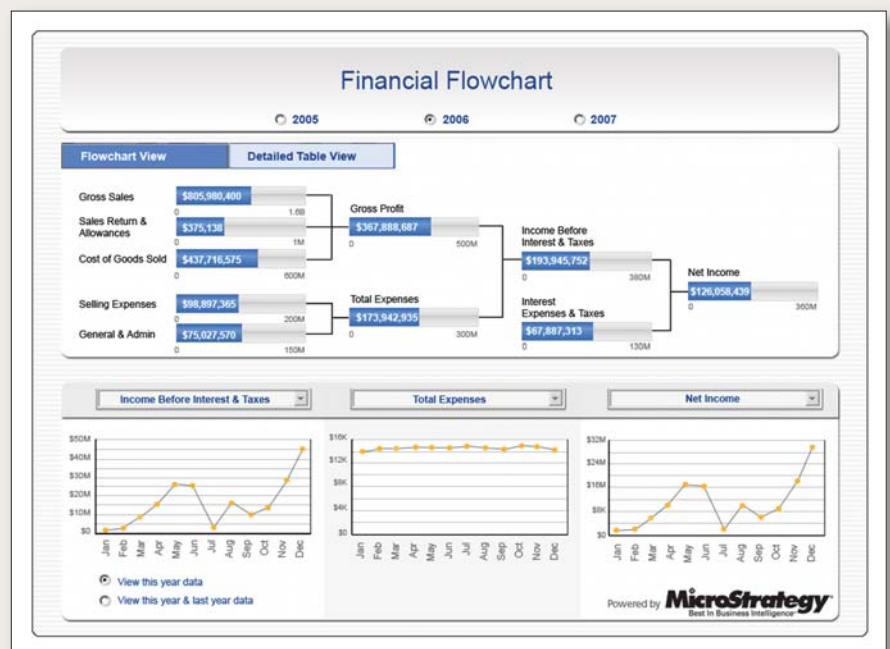 Financial Flowchart
2005 2006 2007
Flowchart View Detailed Table View
Gross Sales
$805,980,400
0 1.6B
Sales Return &
Allowances
$375,138
0 1M
Cost of Goods Sold
$437,716,575
0 600M
Gross Profit
$367,888,687
0 500M
Selling Expenses
$98,897,365
0 200M
General & Admin
$75,027,570
0 150M
Total Expenses
$173,942,935
0 300M
Income Before
Interest & Taxes
$193,945,752
0 380M
Interest
Expenses & Taxes
$67,887,313
0 130M
Net Income
$126,058,439
0 360M
Income Before Interest & Taxes
$50M
$40M
$30M
$20M
$10M
$0
Jan Feb Mar Apr May Jun Jul Aug Sep Oct Nov Dec
View this year data
View this year & last year data
Total Expenses
$16K
$12K
$8K
$4K
$0
Jan Feb Mar Apr May Jun Jul Aug Sep Oct Nov Dec
Net Income
$32M
$24M
$16M
$8K
$0
Jan Feb Mar Apr May Jun Jul Aug Sep Oct Nov Dec
Powered by MicroStrategy
Best In Business Intelligence